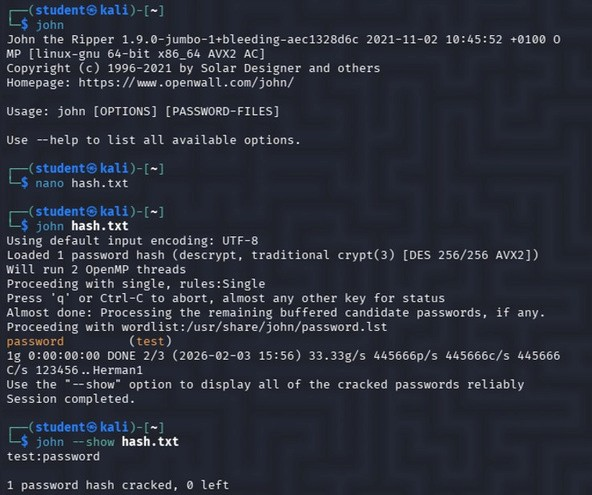 ┌──(student㉿kali)-[~]
└─$ john
John the Ripper 1.9.0-jumbo-1+bleeding-aec1328d6c 2021-11-02 10:45:52 +0100 O
MP [linux-gnu 64-bit x86_64 AVX2 AC]
Copyright (c) 1996-2021 by Solar Designer and others
Homepage: https://www.openwall.com/john/

Usage: john [OPTIONS] [PASSWORD-FILES]

Use --help to list all available options.

┌──(student㉿kali)-[~]
└─$ nano hash.txt

┌──(student㉿kali)-[~]
└─$ john hash.txt
Using default input encoding: UTF-8
Loaded 1 password hash (descrypt, traditional crypt(3) [DES 256/256 AVX2])
Will run 2 OpenMP threads
Proceeding with single, rules:Single
Press 'q' or Ctrl-C to abort, almost any other key for status
Almost done: Processing the remaining buffered candidate passwords, if any.
Proceeding with wordlist:/usr/share/john/password.lst
password         (test)
1g 0:00:00:00 DONE 2/3 (2026-02-03 15:56) 33.33g/s 445666p/s 445666c/s 445666
C/s 123456..Herman1
Use the "--show" option to display all of the cracked passwords reliably
Session completed.

┌──(student㉿kali)-[~]
└─$ john --show hash.txt
test:password

1 password hash cracked, 0 left